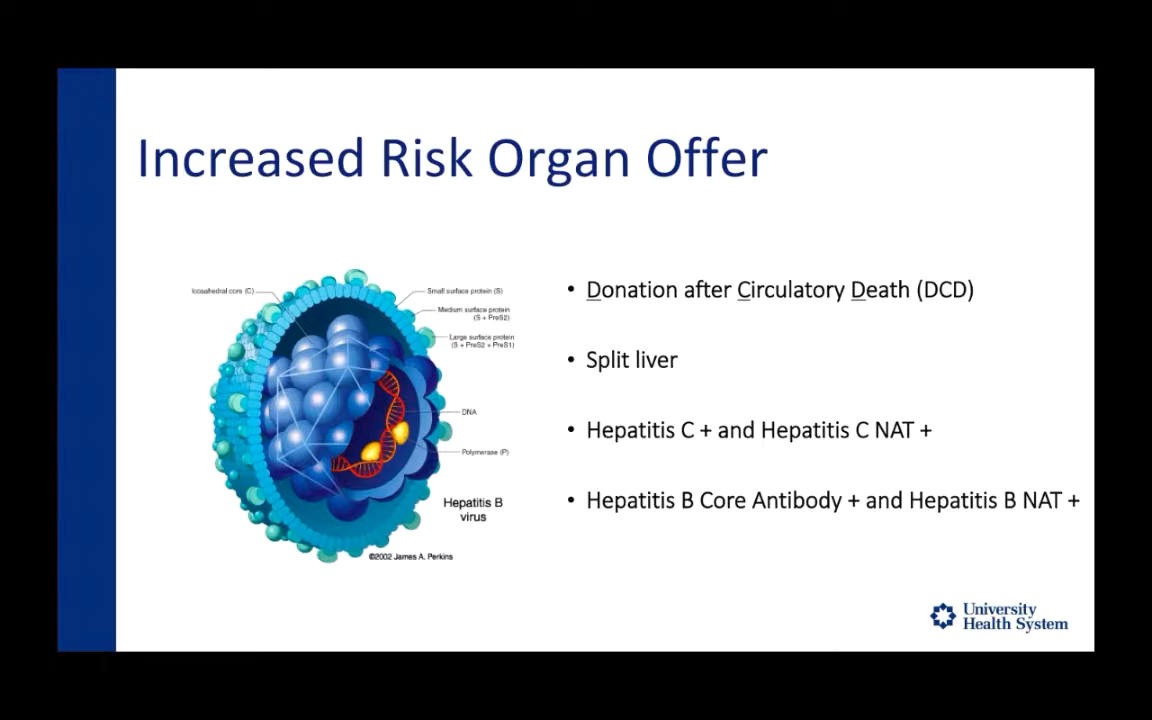 Increased Risk Organ Offer
Icosahedral core (C)
Small surface protein (S)
Medium surface protein
(S + PreS2)
Large surface protein
(S + PreS2 + PreS1)
DNA
Polymerase (P)
Hepatitis B
virus
©2002 James A. Perkins
• Donation after Circulatory Death (DCD)
• Split liver
• Hepatitis C + and Hepatitis C NAT +
• Hepatitis B Core Antibody + and Hepatitis B NAT +
University
Health System